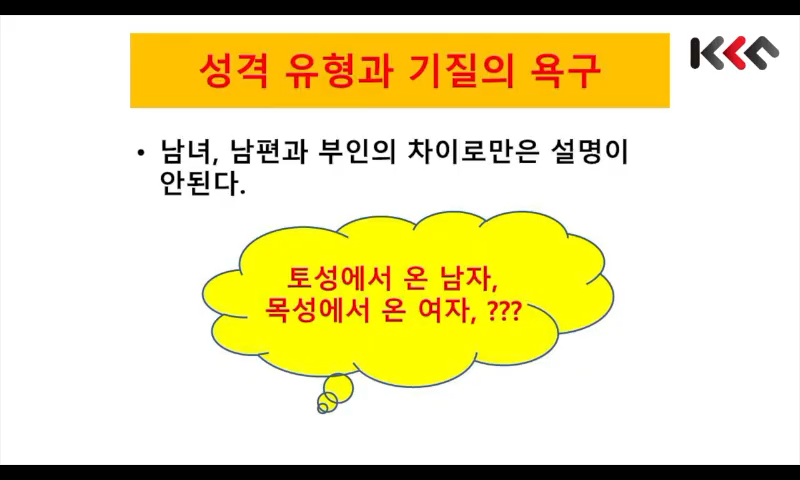 성격 유형과 기질의 욕구
KCA
• 남녀, 남편과 부인의 차이로만은 설명이
안된다.
토성에서 온 남자,
목성에서 온 여자, ???